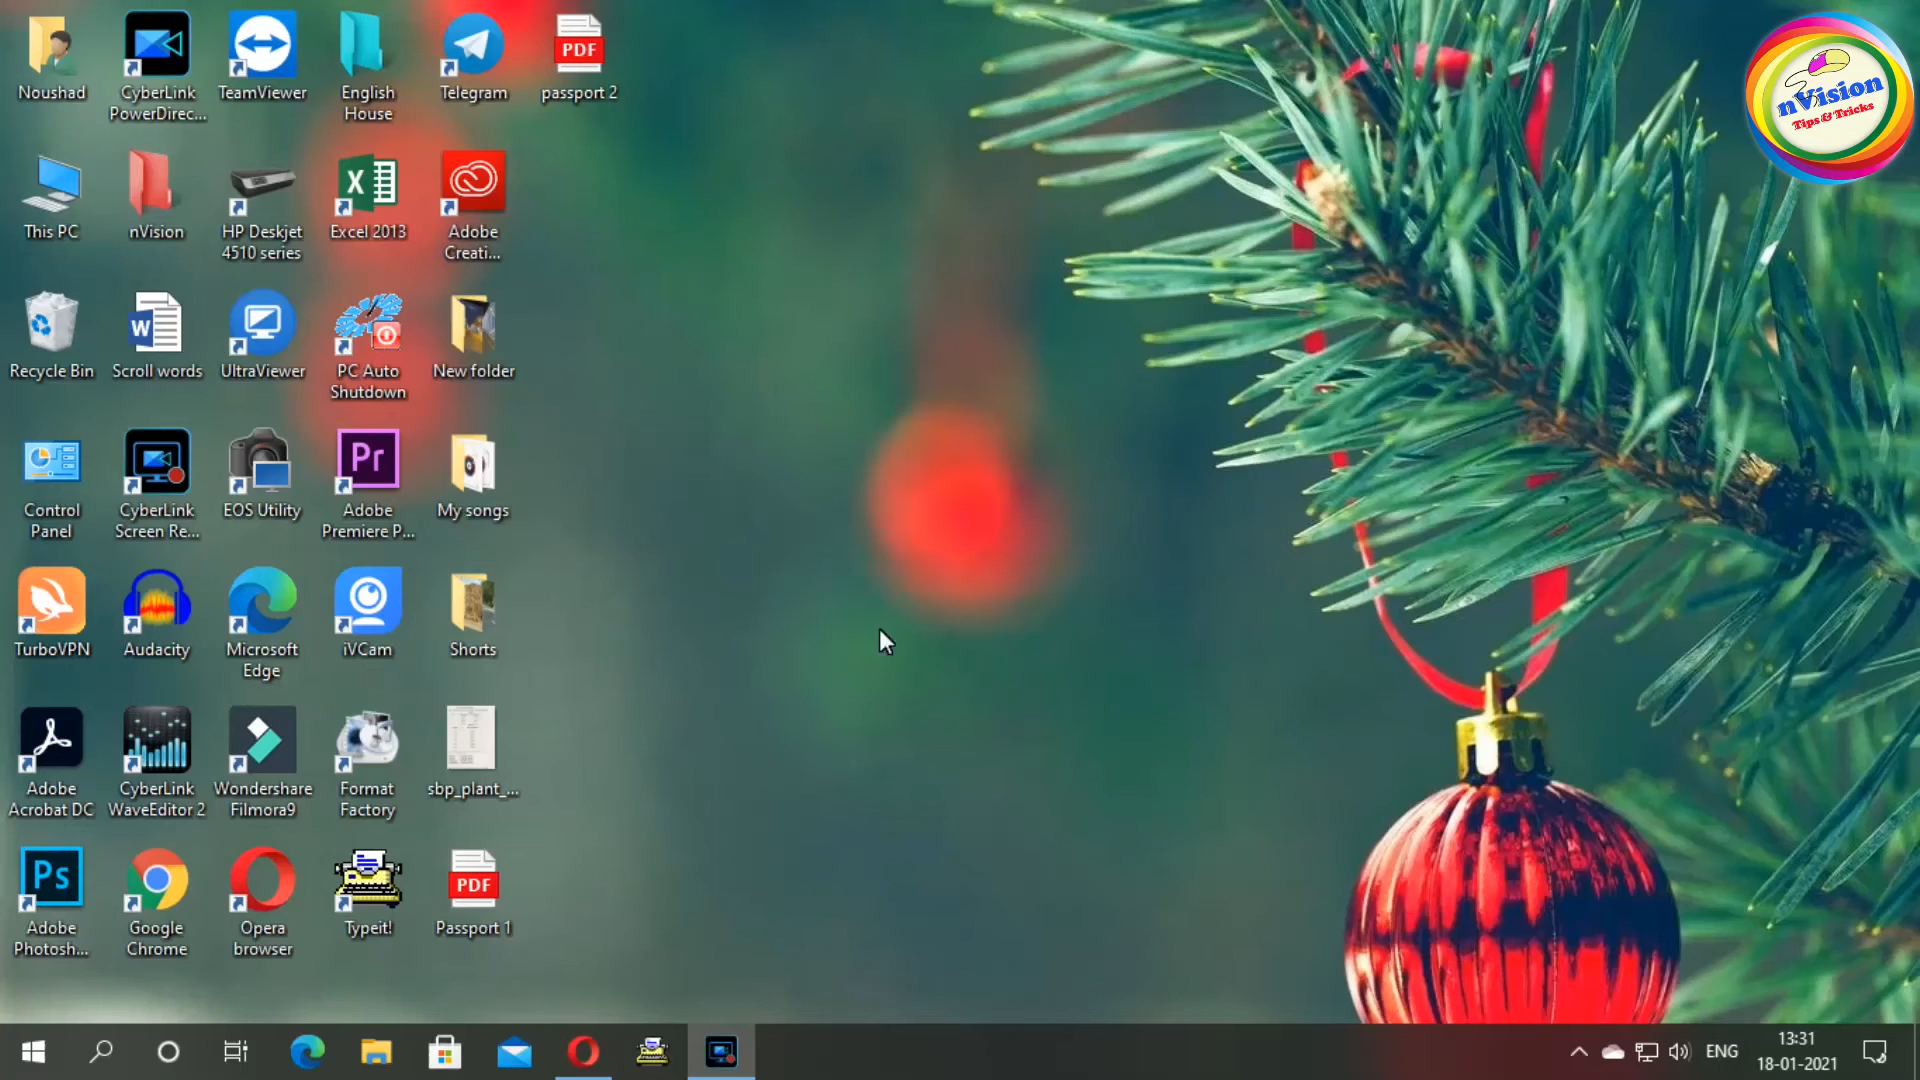 Noushad
CyberLink
PowerDirec...
TeamViewer
English
House
Telegram
PDF
passport 2
nVision
Tips & Tricks
This PC
nVision
HP Deskjet
4510 series
X
Excel 2013
Adobe
Creati...
Recycle Bin
W
Scroll words
UltraViewer
PC Auto
Shutdown
New folder
Control
Panel
CyberLink
Screen Re...
EOS Utility
Pr
Adobe
Premiere P...
My songs
TurboVPN
Audacity
Microsoft
Edge
iVCam
Shorts
Adobe
Acrobat DC
CyberLink
WaveEditor 2
Wondershare
Filmora9
Format
Factory
sbp_plant_...
Ps
Adobe
Photosh...
Google
Chrome
Opera
browser
Typeit!
PDF
Passport 1
ENG
13:31
18-01-2021